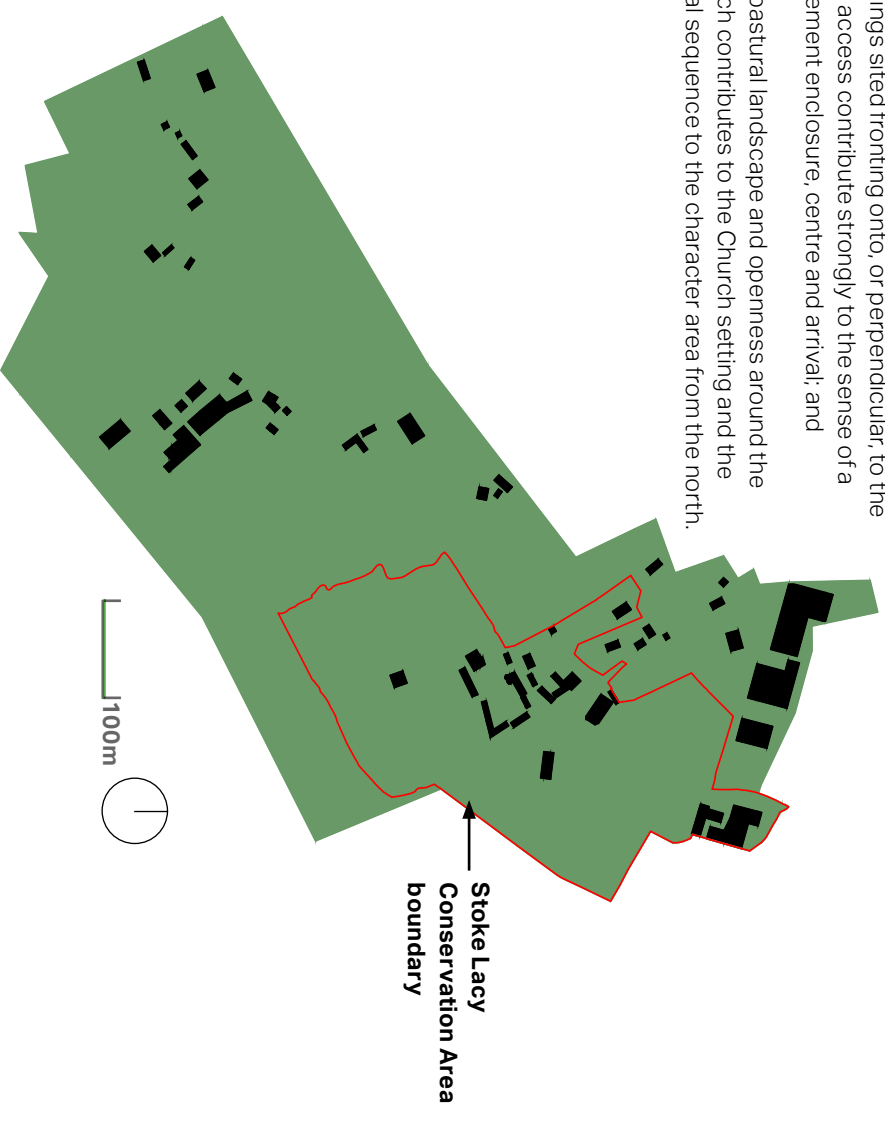 ings sited fronting onto, or perpendicular, to the
access contribute strongly to the sense of a
ement enclosure, centre and arrival; and
pastural landscape and openness around the
ch contributes to the Church setting and the
al sequence to the character area from the north.
100m
Stoke Lacy
Conservation Area
boundary